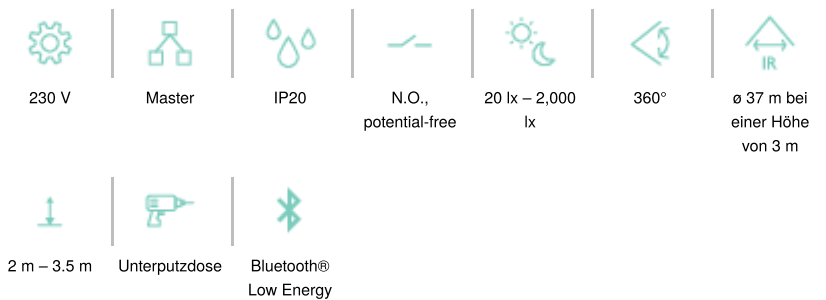 230 V
Master
IP20
N.O.,
potential-free
20 lx – 2,000
lx
360°
IR
ø 37 m bei
einer Höhe
von 3 m
2 m – 3.5 m
Unterputzdose
Bluetooth®
Low Energy